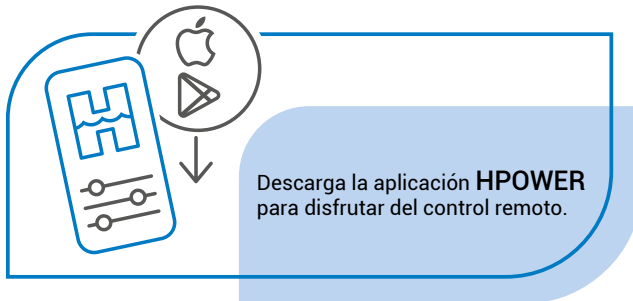 Descarga la aplicación HPOWER
para disfrutar del control remoto.